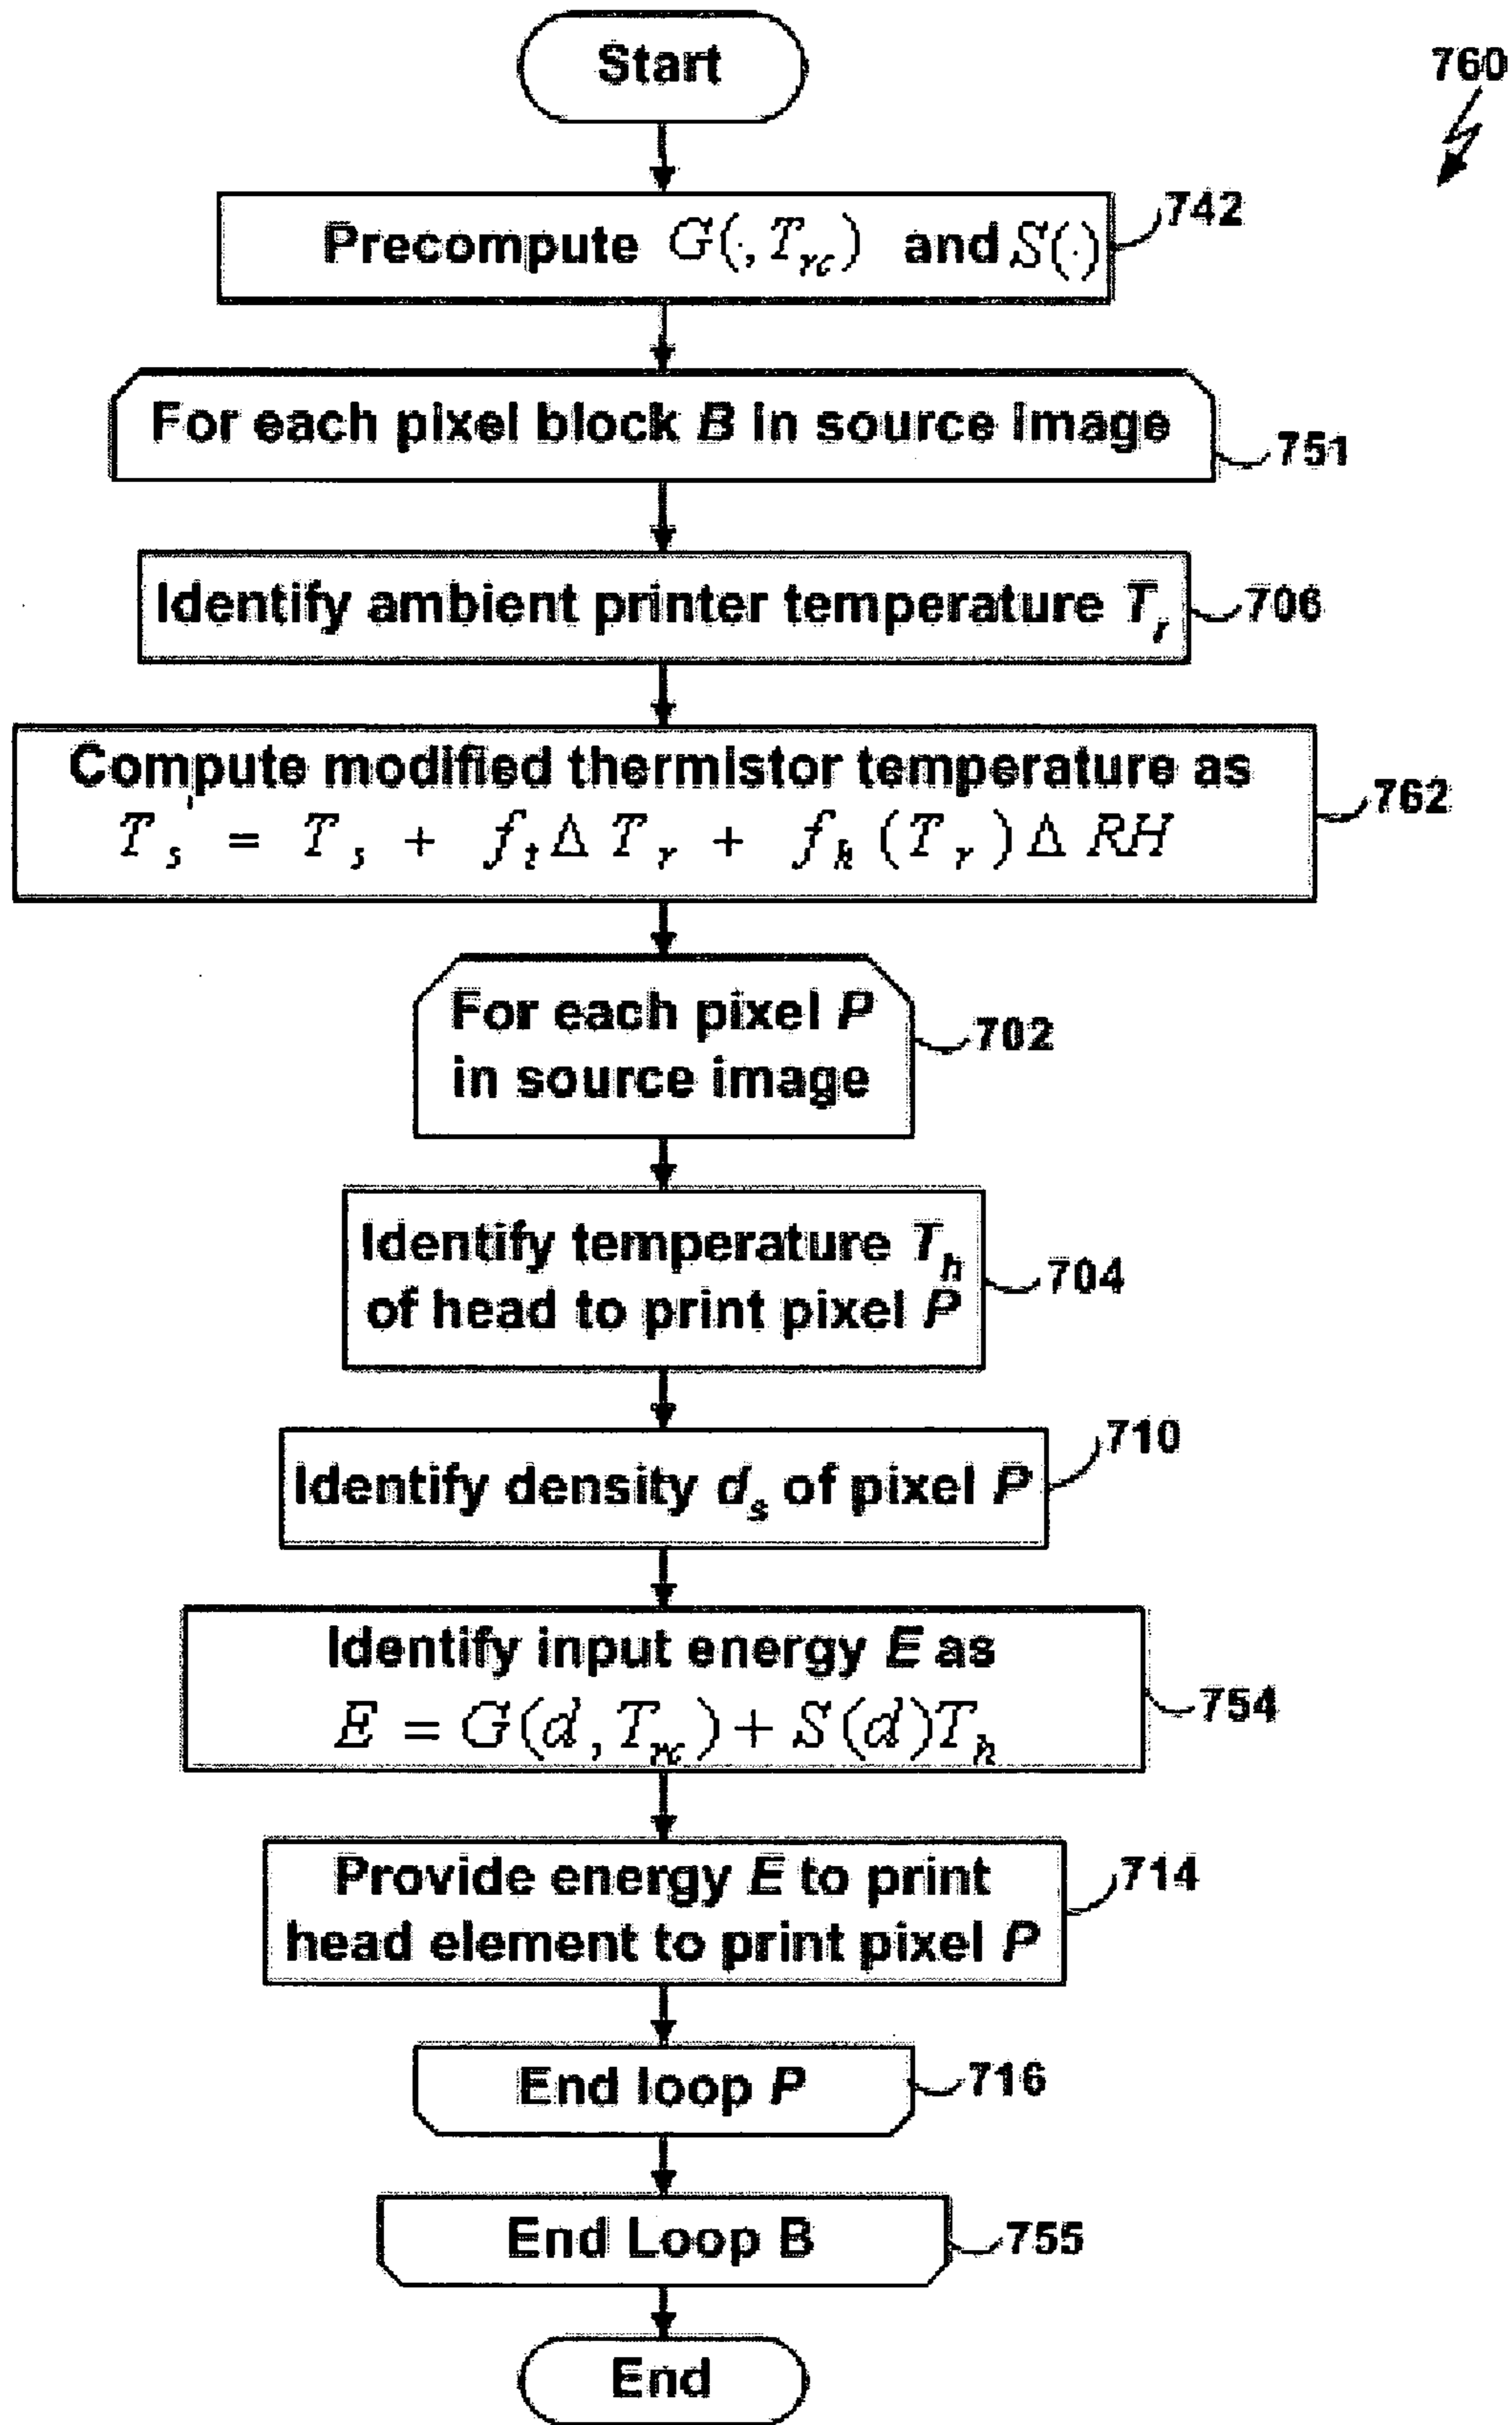 Start
760
Precompute G(·, T_rc) and S(·)
742
For each pixel block B in source image
751
Identify ambient printer temperature T_r
706
Compute modified thermistor temperature as
T_s' = T_s + f_t Δ T_r + f_h (T_r) Δ RH
762
For each pixel P
in source image
702
Identify temperature T_h
of head to print pixel P
704
Identify density d_s of pixel P
710
Identify input energy E as
E = G(d, T_rc) + S(d)T_h
754
Provide energy E to print
head element to print pixel P
714
End loop P
716
End Loop B
755
End